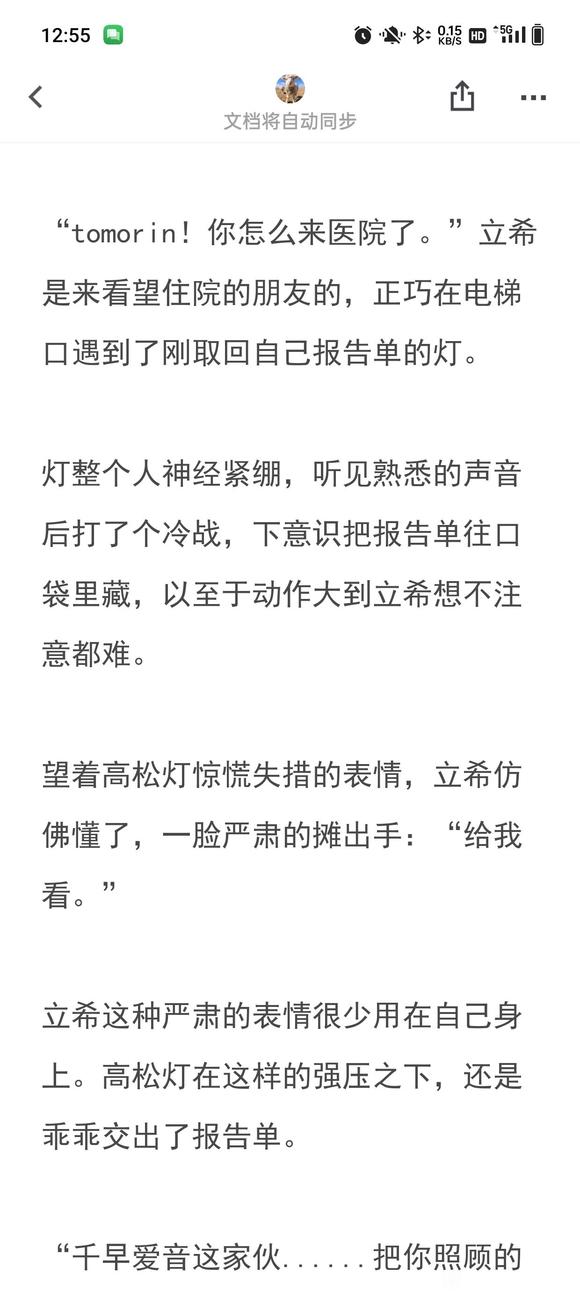 12:55
0.15
KB/S
HD
5G
文档将自动同步
“tomorin！你怎么来医院了。”立希
是来看望住院的朋友的，正巧在电梯
口遇到了刚取回自己报告单的灯。
灯整个人神经紧绷，听见熟悉的声音
后打了个冷战，下意识把报告单往口
袋里藏，以至于动作大到立希想不注
意都难。
望着高松灯惊慌失措的表情，立希仿
佛懂了，一脸严肃的摊出手：“给我
看。”
立希这种严肃的表情很少用在自己身
上。高松灯在这样的强压之下，还是
乖乖交出了报告单。
“千早爱音这家伙......把你照顾的